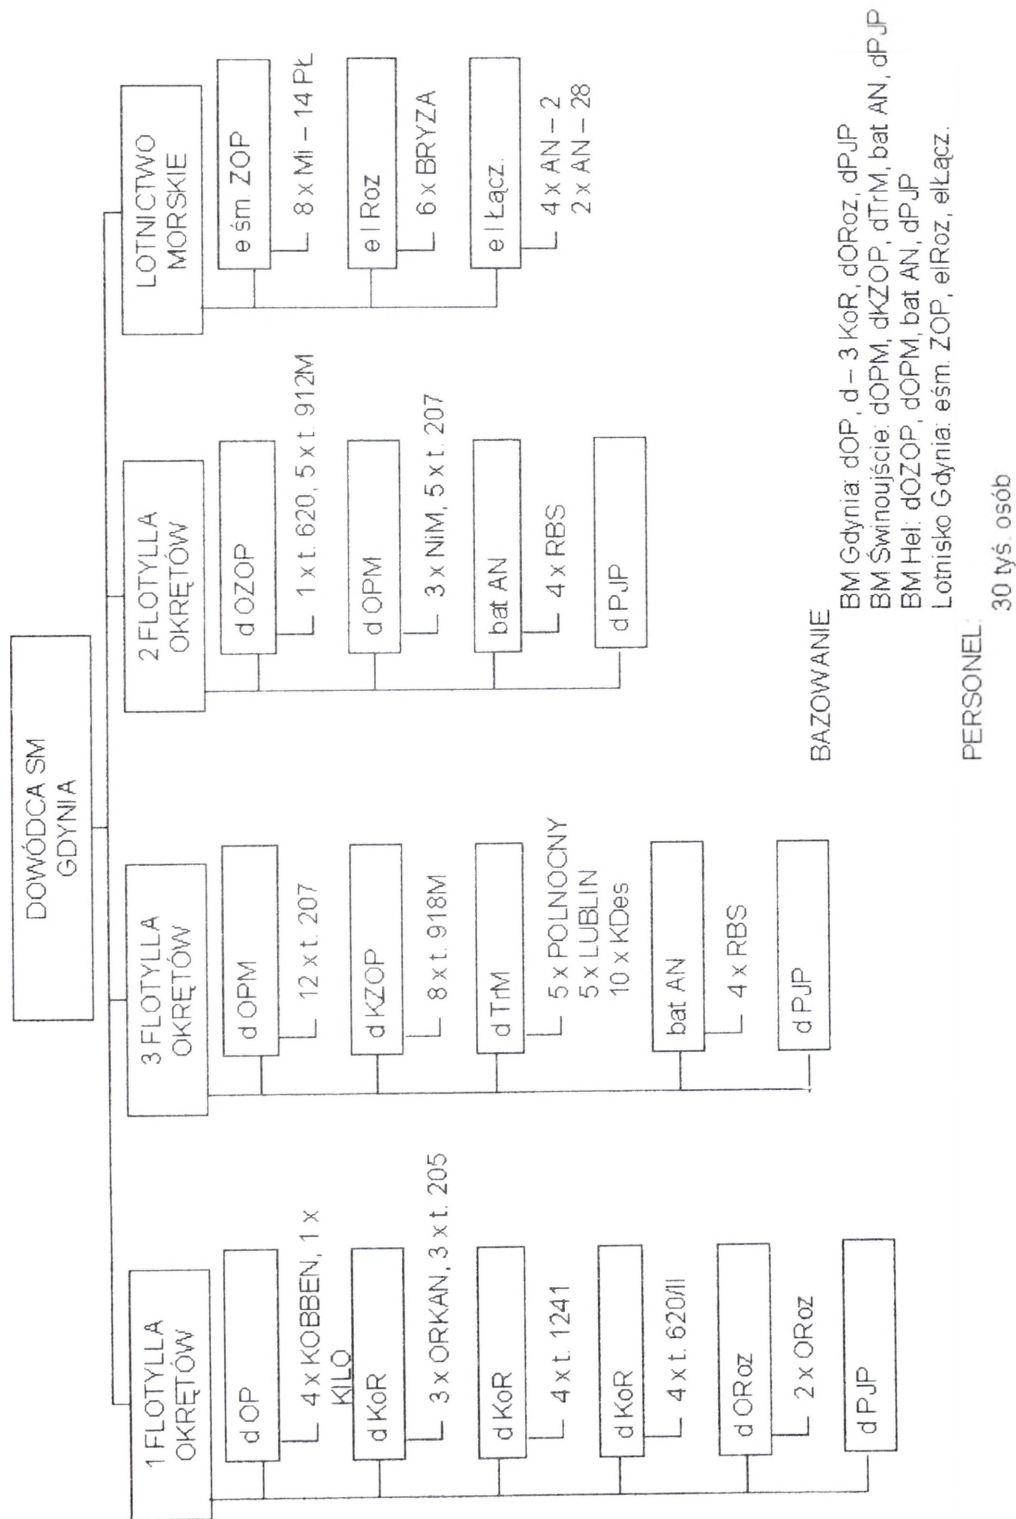 DOWÓDCA SM
GDYNIA
1 FLOTYLLA
OKRĘTÓW
d OP
4 x KOBBEN, 1 x
KILO
d KoR
3 x ORKAN, 3 x t. 205
d KoR
4 x t. 1241
d KoR
4 x t. 620/II
d ORoz
2 x ORoz
d PJP
3 FLOTYLLA
OKRĘTÓW
d OPM
12 x t. 207
d KZOP
8 x t. 918M
d TrM
5 x POLNOCNY
5 x LUBLIN
10 x KDes
bat AN
4 x RBS
d PJP
2 FLOTYLLA
OKRĘTÓW
d OZOP
1 x t. 620, 5 x t. 912M
d OPM
3 x NiM, 5 x t. 207
bat AN
4 x RBS
d PJP
LOTNICTWO
MORSKIE
e śm. ZOP
8 x Mi – 14 PŁ
e l Roz
6 x BRYZA
e l Łącz.
4 x AN – 2
2 x AN – 28
BAZOWANIE
BM Gdynia: dOP, d – 3 KoR, dORoz, dPJP
BM Świnoujście: dOPM, dKZOP, dTrM, bat AN, dPJP
BM Hel: dOZOP, dOPM, bat AN, dPJP
Lotnisko Gdynia: eśm. ZOP, elRoz, elŁącz.
PERSONEL:
30 tyś. osób